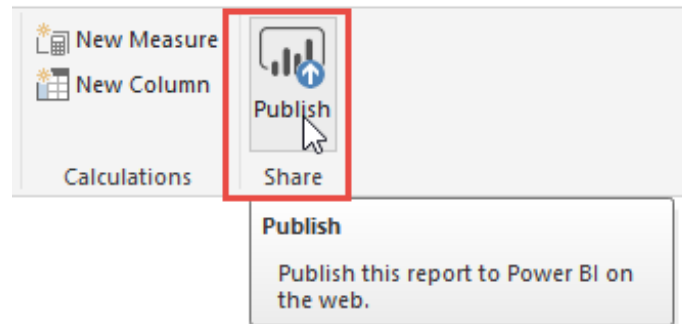 New Measure
New Column
Publish
Calculations
Share
Publish
Publish this report to Power BI on
the web.